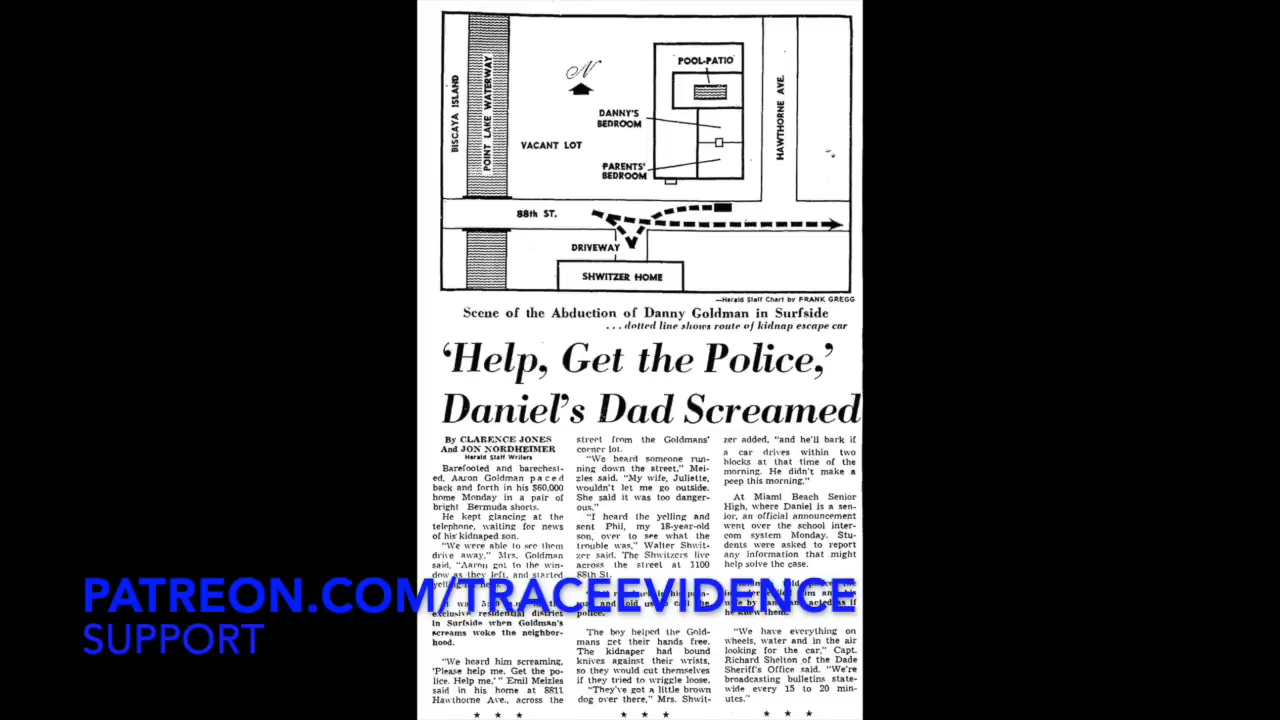 POOL-PATIO
N
BISCAYA ISLAND
POINT LAKE WATERWAY
HAWTHORNE AVE.
DANNY'S
BEDROOM
VACANT LOT
PARENTS'
BEDROOM
88th ST.
DRIVEWAY
SHWITZER HOME
—Herald Staff Chart by FRANK GREGG
Scene of the Abduction of Danny Goldman in Surfside
. . . dotted line shows route of kidnap escape car
'Help, Get the Police,'
Daniel's Dad Screamed
By CLARENCE JONES
And JON NORDHEIMER
Herald Staff Writers
Barefooted and barechest-
ed, Aaron Goldman paced
back and forth in his $60,000
home Monday in a pair of
bright Bermuda shorts.
He kept glancing at the
telephone, waiting for news
of his kidnaped son.
"We were able to see them
drive away," Mrs. Goldman
said, "Aaron got to the win-
dow as they left, and started
exclusive residential district
in Surfside when Goldman's
screams woke the neighbor-
hood.
"We heard him screaming,
'Please help me. Get the po-
lice. Help me,'" Emil Meizles
said in his home at 8811
Hawthorne Ave., across the
street from the Goldmans'
corner lot.
"We heard someone run-
ning down the street," Mei-
zles said. "My wife, Juliette,
wouldn't let me go outside.
She said it was too danger-
ous."
"I heard the yelling and
sent Phil, my 18-year-old
son, over to see what the
trouble was," Walter Shwit-
zer said. The Shwitzers live
across the street at 1100
88th St.
police."
The boy helped the Gold-
mans get their hands free.
The kidnaper had bound
knives against their wrists,
so they would cut themselves
if they tried to wriggle loose.
"They've got a little brown
dog over there," Mrs. Shwit-
zer added, "and he'll bark if
a car drives within two
blocks at that time of the
morning. He didn't make a
peep this morning."
At Miami Beach Senior
High, where Daniel is a sen-
ior, an official announcement
went over the school inter-
com system Monday. Stu-
dents were asked to report
any information that might
help solve the case.
he knew them.
"We have everything on
wheels, water and in the air
looking for the car," Capt.
Richard Shelton of the Dade
Sheriff's Office said. "We're
broadcasting bulletins state-
wide every 15 to 20 min-
utes."
★ ★ ★
★ ★ ★
★ ★ ★
PATREON.COM/TRACEEVIDENCE
SUPPORT